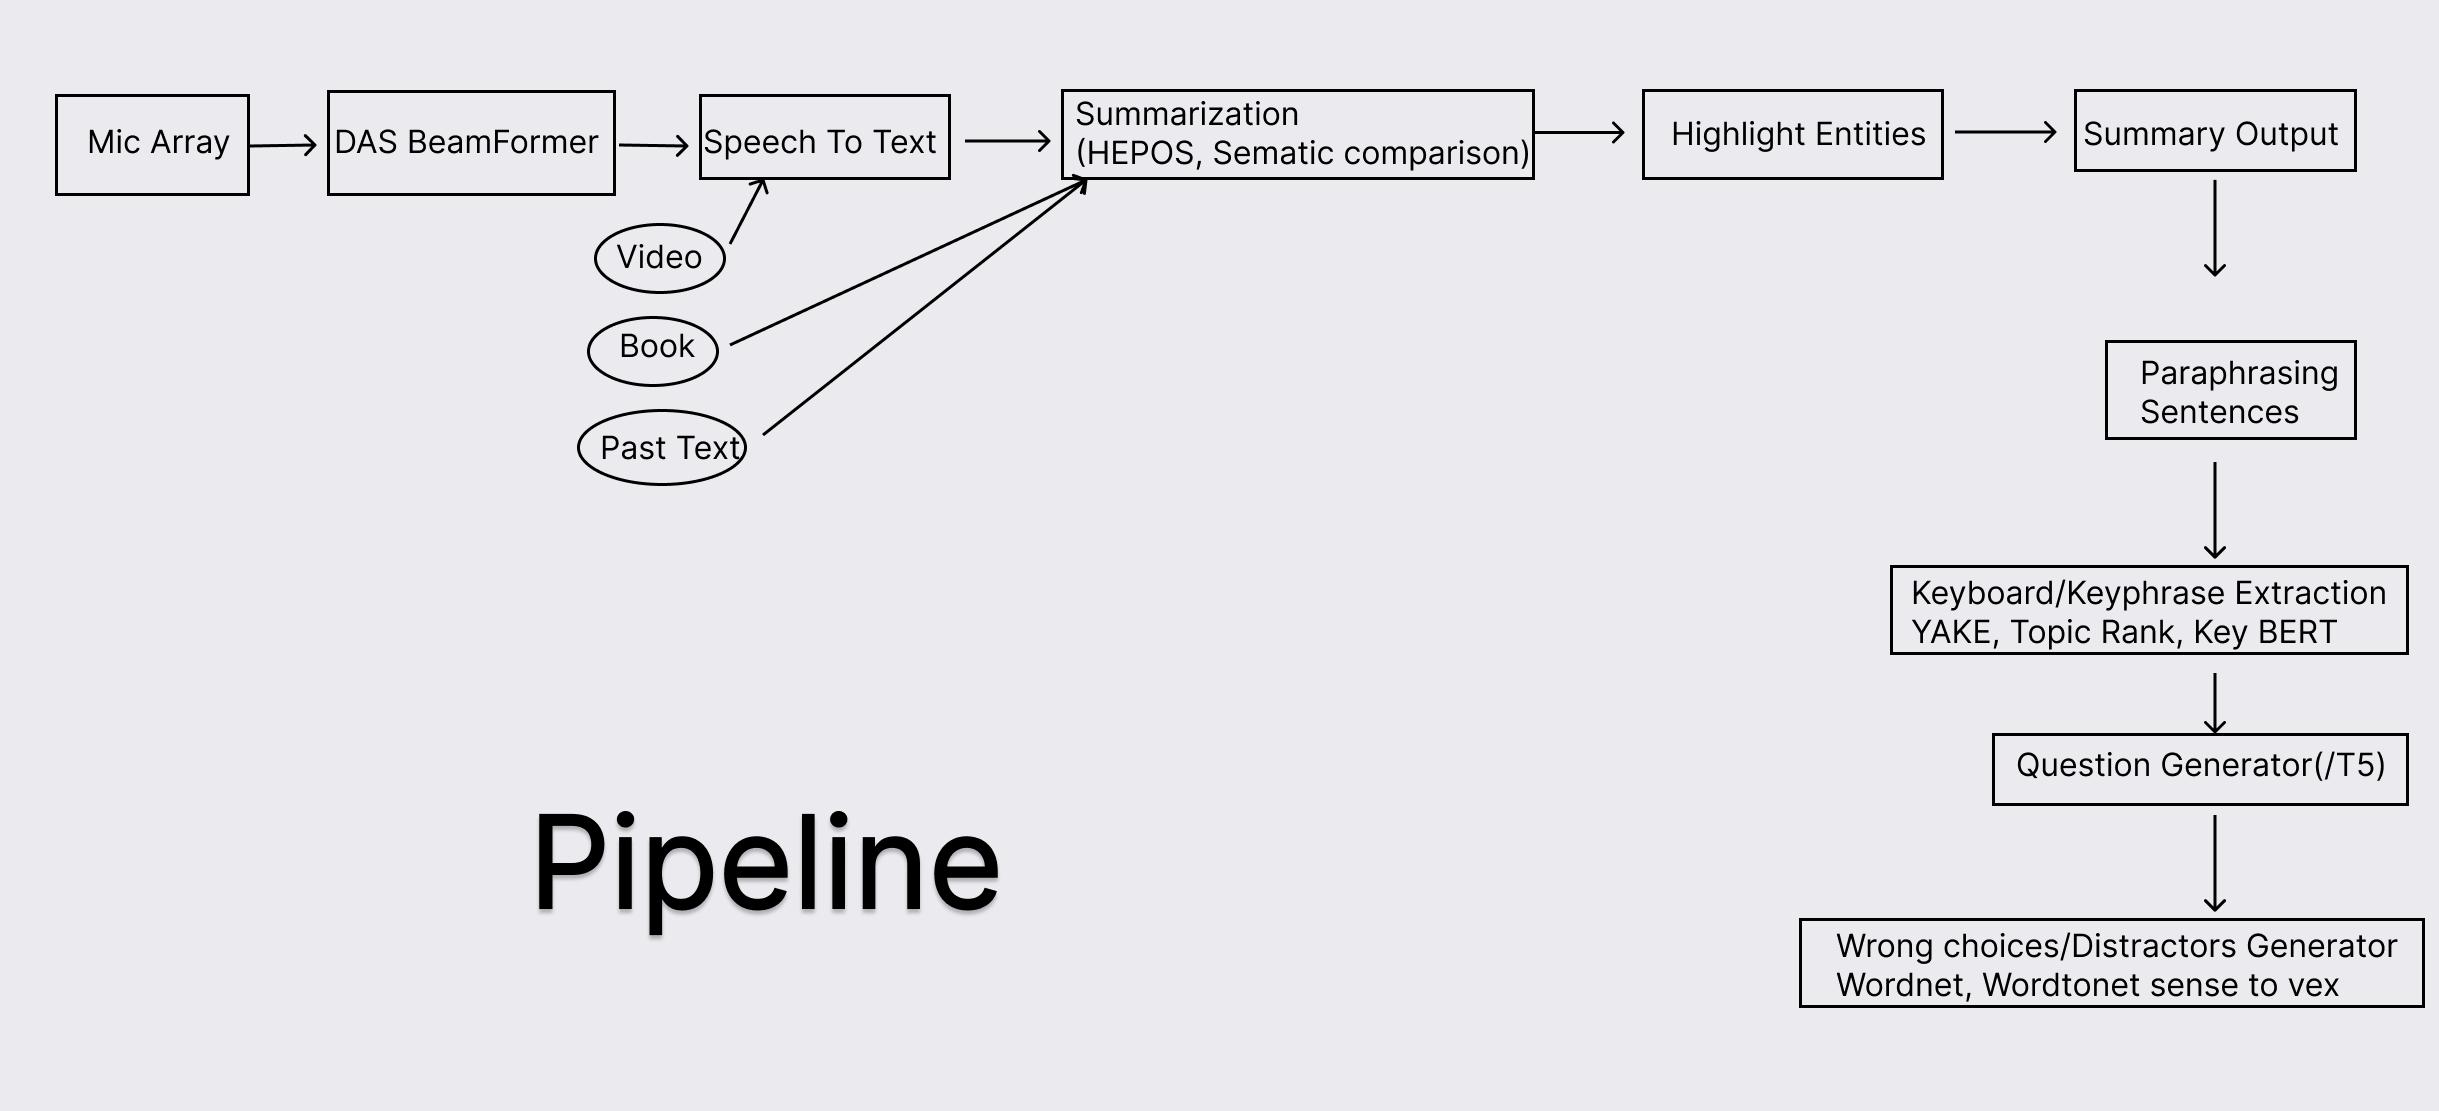 Mic Array
DAS BeamFormer
Speech To Text
Summarization
(HEPOS, Sematic comparison)
Highlight Entities
Summary Output
Video
Book
Past Text
Paraphrasing
Sentences
Keyboard/Keyphrase Extraction
YAKE, Topic Rank, Key BERT
Question Generator(/T5)
Pipeline
Wrong choices/Distractors Generator
Wordnet, Wordtonet sense to vex